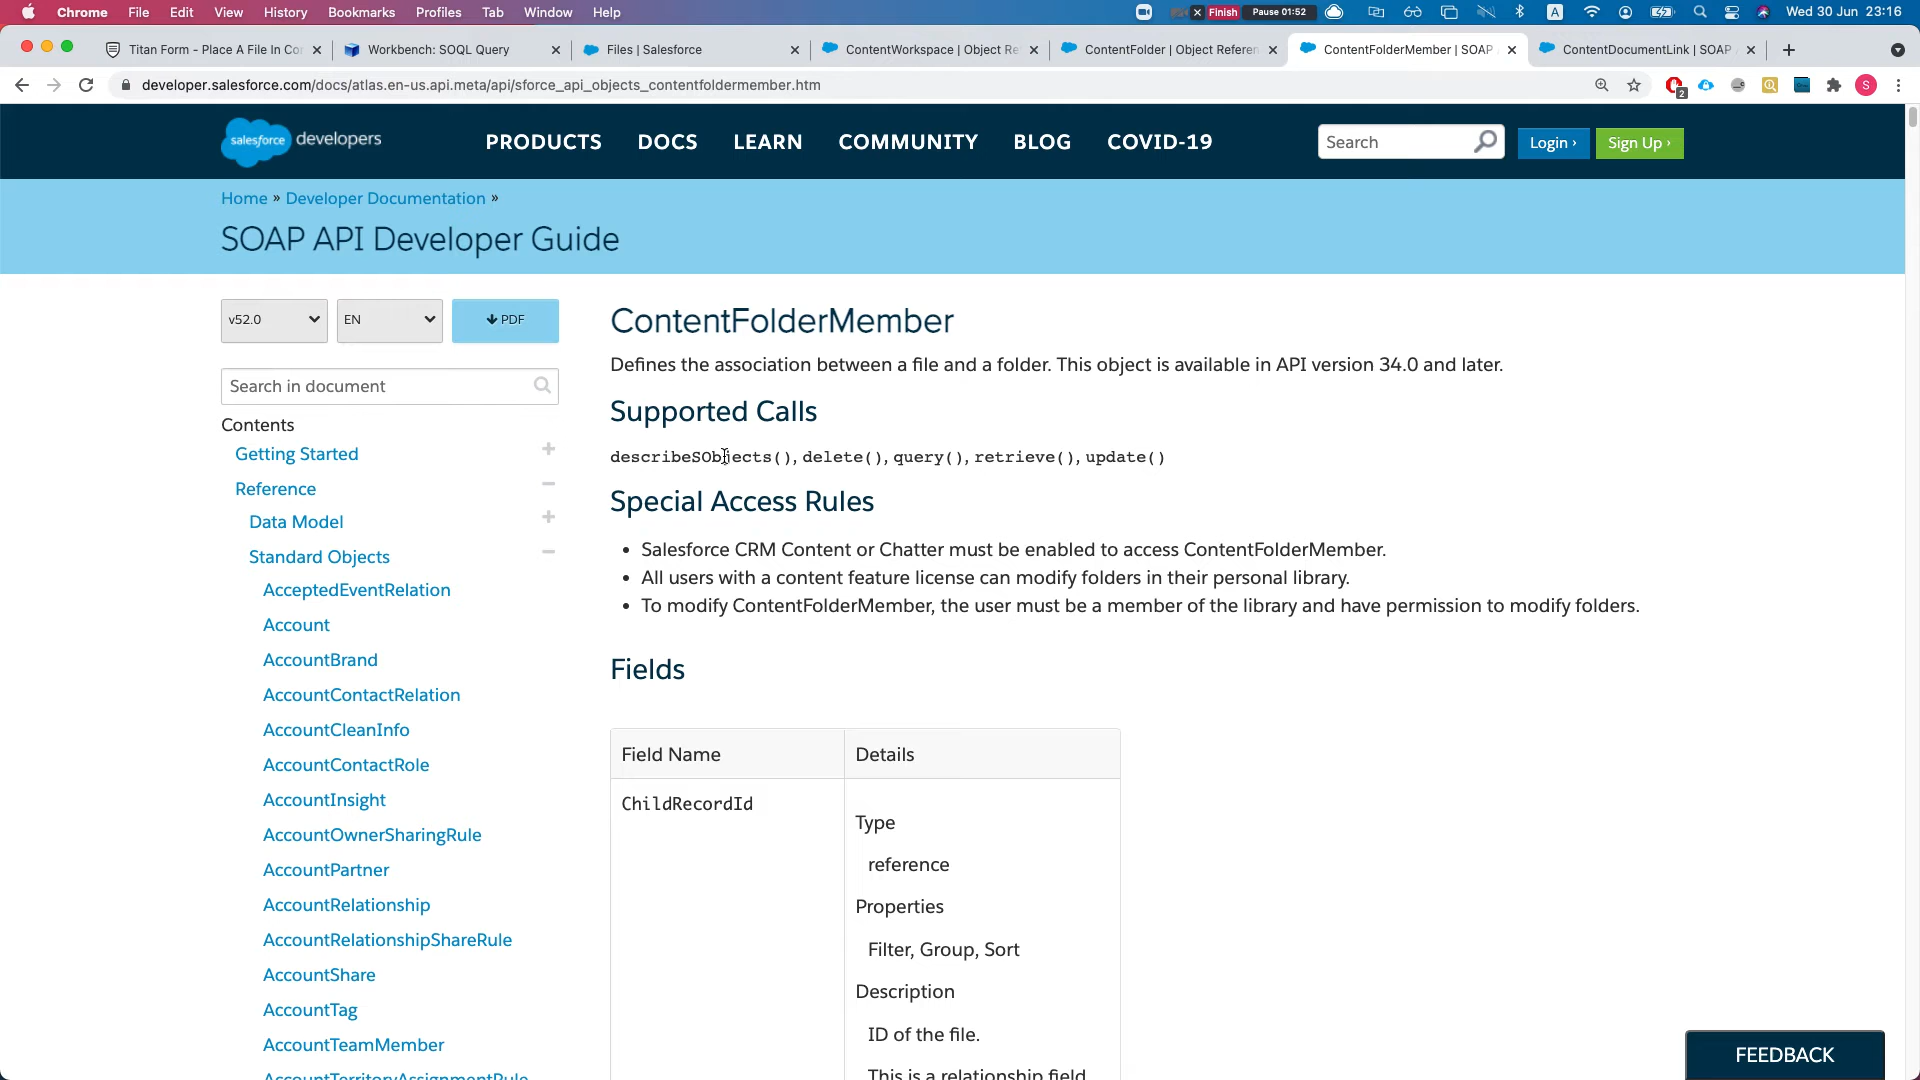 Chrome File Edit View History Bookmarks Profiles Tab Window Help
Finish Pause 01:52 A Wed 30 Jun 23:16
Titan Form - Place A File In Con
Workbench: SOQL Query
Files | Salesforce
ContentWorkspace | Object Re
ContentFolder | Object Referen
ContentFolderMember | SOAP
ContentDocumentLink | SOAP
developer.salesforce.com/docs/atlas.en-us.api.meta/api/sforce_api_objects_contentfoldermember.htm
2
S
salesforce developers
PRODUCTS DOCS LEARN COMMUNITY BLOG COVID-19
Search
Login ›
Sign Up ›
Home » Developer Documentation »
SOAP API Developer Guide
v52.0
EN
PDF
Search in document
Contents
Getting Started
Reference
Data Model
Standard Objects
AcceptedEventRelation
Account
AccountBrand
AccountContactRelation
AccountCleanInfo
AccountContactRole
AccountInsight
AccountOwnerSharingRule
AccountPartner
AccountRelationship
AccountRelationshipShareRule
AccountShare
AccountTag
AccountTeamMember
AccountTerritoryAssignmentRule
ContentFolderMember
Defines the association between a file and a folder. This object is available in API version 34.0 and later.
Supported Calls
describeSObjects(), delete(), query(), retrieve(), update()
Special Access Rules
• Salesforce CRM Content or Chatter must be enabled to access ContentFolderMember.
• All users with a content feature license can modify folders in their personal library.
• To modify ContentFolderMember, the user must be a member of the library and have permission to modify folders.
Fields
Field Name Details
ChildRecordId
Type
reference
Properties
Filter, Group, Sort
Description
ID of the file.
This is a relationship field
FEEDBACK